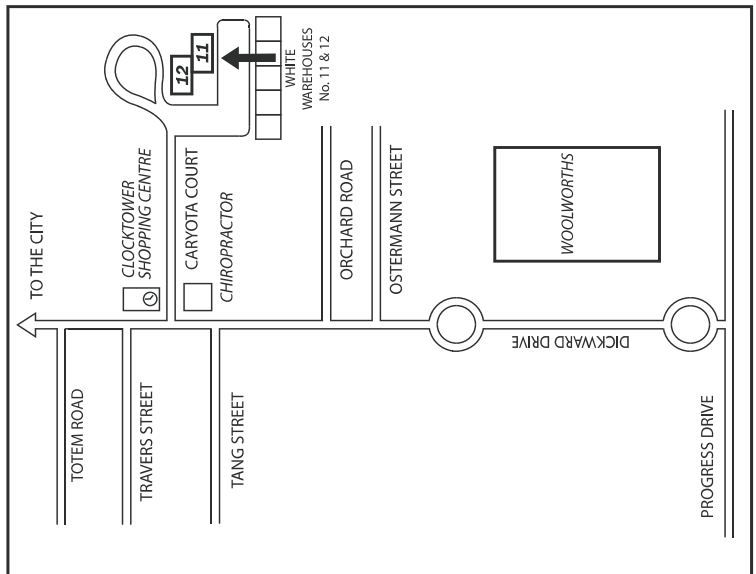 TO THE CITY
CLOCKTOWER
SHOPPING CENTRE
CARYOTA COURT
CHIROPRACTOR
12
11
WHITE
WAREHOUSES
No. 11 & 12
ORCHARD ROAD
OSTERMANN STREET
WOOLWORTHS
DICKWARD DRIVE
TOTEM ROAD
TRAVERS STREET
TANG STREET
PROGRESS DRIVE